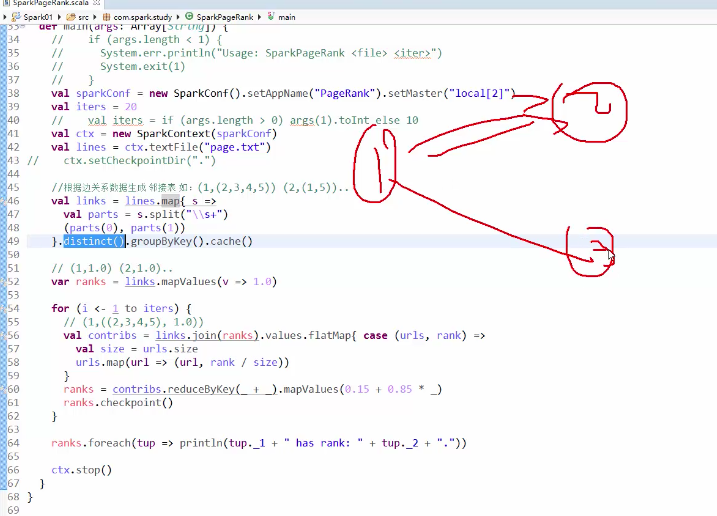 SparkPageRank.scala
Spark01 src com.spark.study SparkPageRank main
33 def main(args: Array[String]) {
34 // if (args.length < 1) {
35 // System.err.println("Usage: SparkPageRank <file> <iter>")
36 // System.exit(1)
37 // }
38 val sparkConf = new SparkConf().setAppName("PageRank").setMaster("local[2]")
39 val iters = 20
40 // val iters = if (args.length > 0) args(1).toInt else 10
41 val ctx = new SparkContext(sparkConf)
42 val lines = ctx.textFile("page.txt")
43 // ctx.setCheckpointDir(".")
44
45 //根据边关系数据生成 邻接表 如：(1,(2,3,4,5)) (2,(1,5))..
46 val links = lines.map{ s =>
47 val parts = s.split("\\s+")
48 (parts(0), parts(1))
49 }.distinct().groupByKey().cache()
50
51 // (1,1.0) (2,1.0)..
52 var ranks = links.mapValues(v => 1.0)
53
54 for (i <- 1 to iters) {
55 // (1,((2,3,4,5), 1.0))
56 val contribs = links.join(ranks).values.flatMap{ case (urls, rank) =>
57 val size = urls.size
58 urls.map(url => (url, rank / size))
59 }
60 ranks = contribs.reduceByKey(_ + _).mapValues(0.15 + 0.85 * _)
61 ranks.checkpoint()
62 }
63
64 ranks.foreach(tup => println(tup._1 + " has rank: " + tup._2 + "."))
65
66 ctx.stop()
67 }
68 }
69
1
2
3